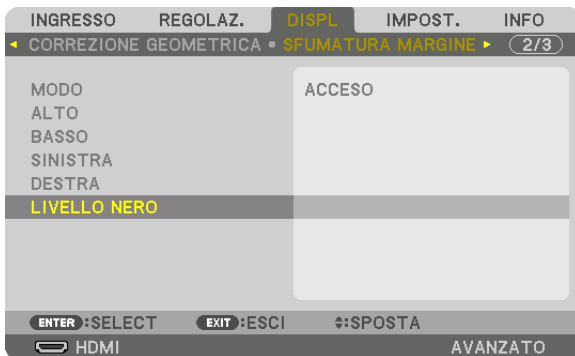 INGRESSO REGOLAZ. DISPL IMPOST. INFO
CORREZIONE GEOMETRICA • SFUMATURA MARGINE 2/3
MODO ACCESO
ALTO
BASSO
SINISTRA
DESTRA
LIVELLO NERO
ENTER :SELECT EXIT :ESCI :SPOSTA
HDMI AVANZATO